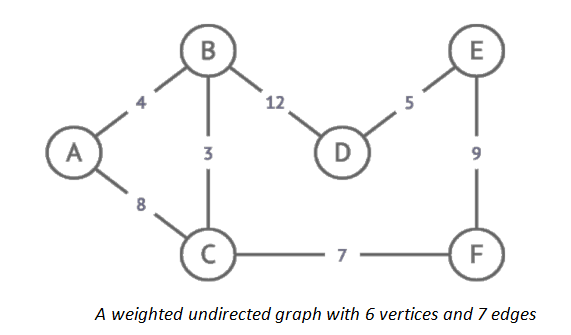 B
E
4
12
5
A
3
D
9
8
C
7
F
A weighted undirected graph with 6 vertices and 7 edges